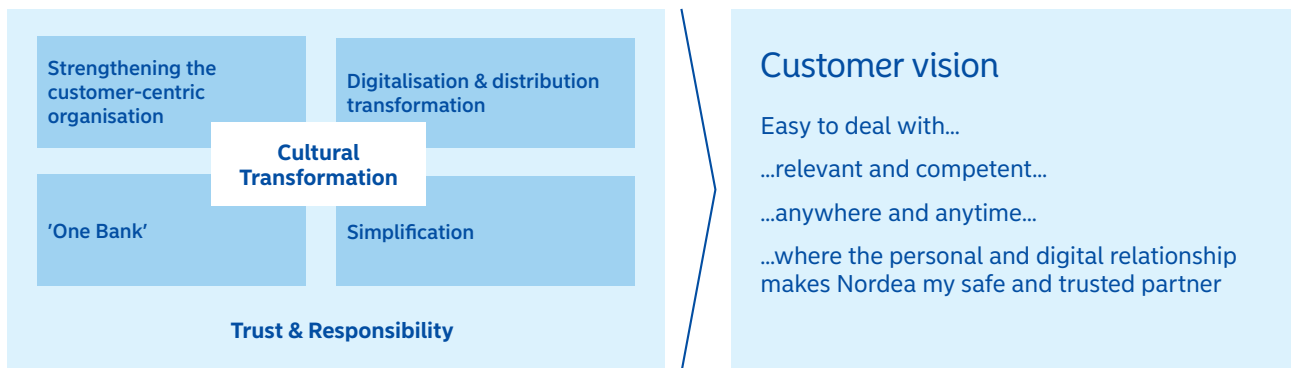 Strengthening the
customer-centric
organisation
Digitalisation & distribution
transformation
Cultural
Transformation
’One Bank’
Simplification
Trust & Responsibility
Customer vision
Easy to deal with…
…relevant and competent…
…anywhere and anytime…
…where the personal and digital relationship
makes Nordea my safe and trusted partner